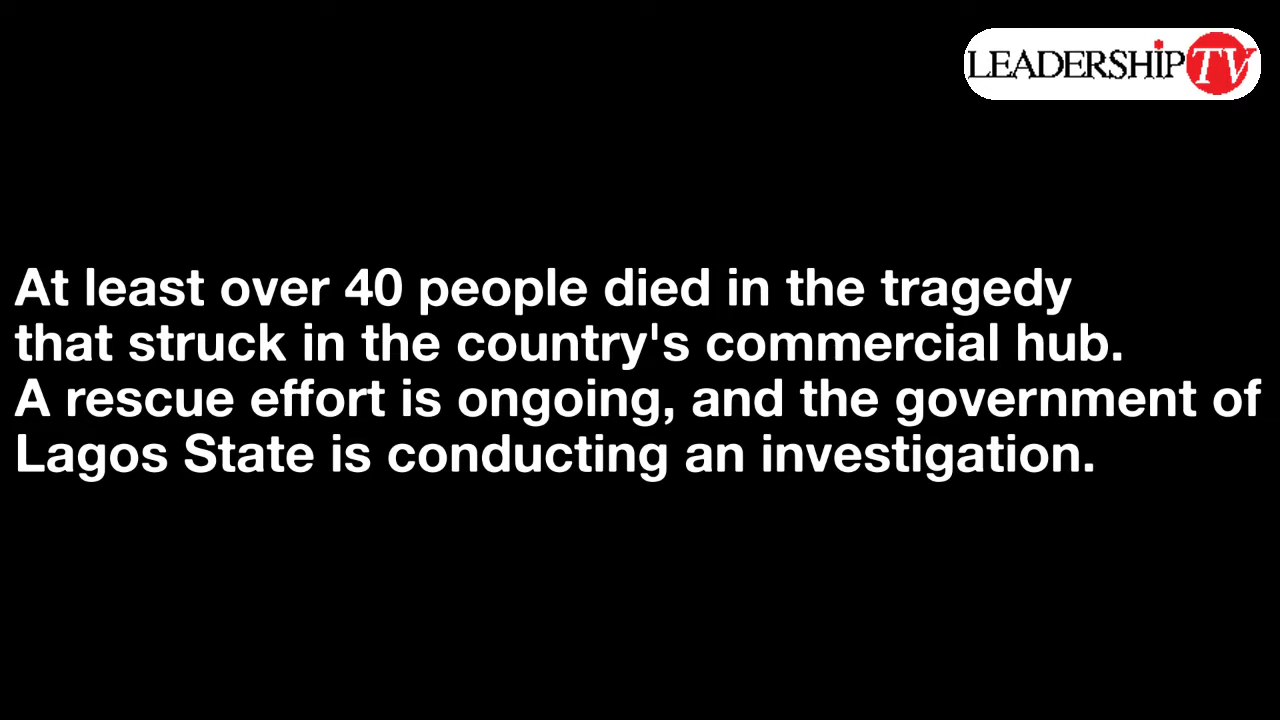 LEADERSHiP TV
At least over 40 people died in the tragedy
that struck in the country's commercial hub.
A rescue effort is ongoing, and the government of
Lagos State is conducting an investigation.